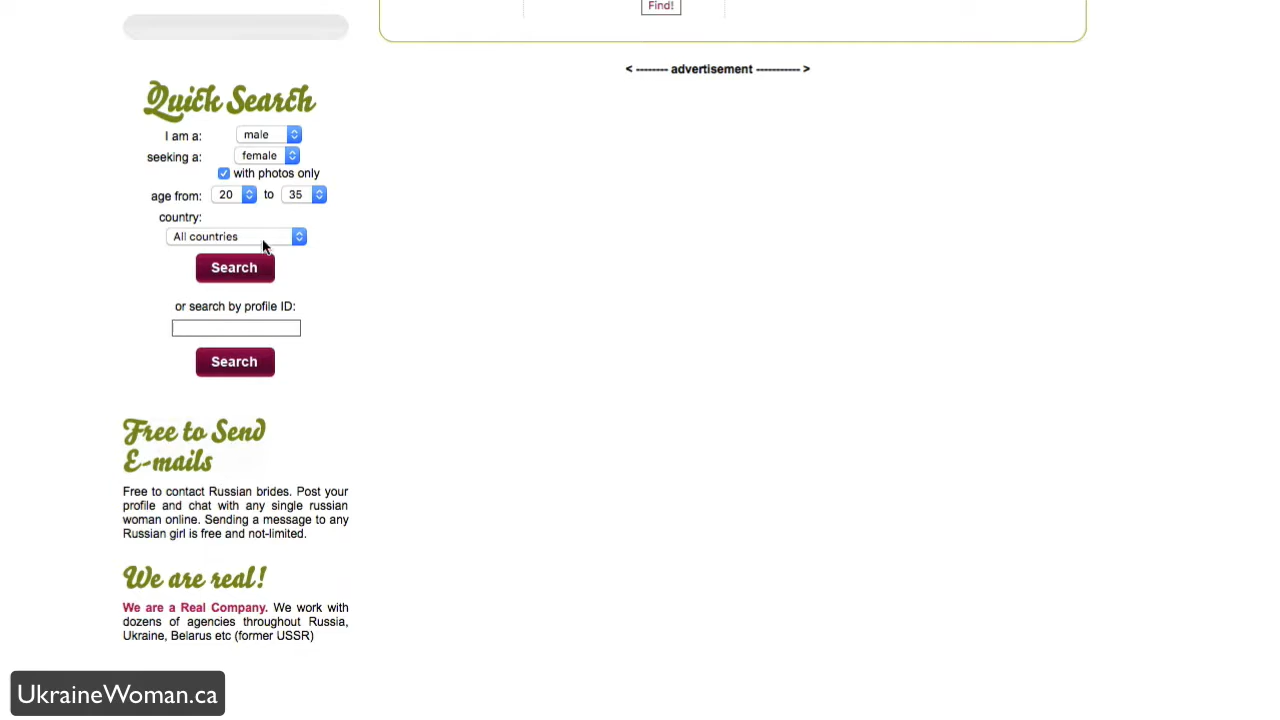 Find!
< -------- advertisement ----------- >
Quick Search
I am a: male
seeking a: female
with photos only
age from: 20 to 35
country:
All countries
Search
or search by profile ID:
Search
Free to Send
E-mails
Free to contact Russian brides. Post your
profile and chat with any single russian
woman online. Sending a message to any
Russian girl is free and not-limited.
We are real!
We are a Real Company. We work with
dozens of agencies throughout Russia,
Ukraine, Belarus etc (former USSR)
UkraineWoman.ca